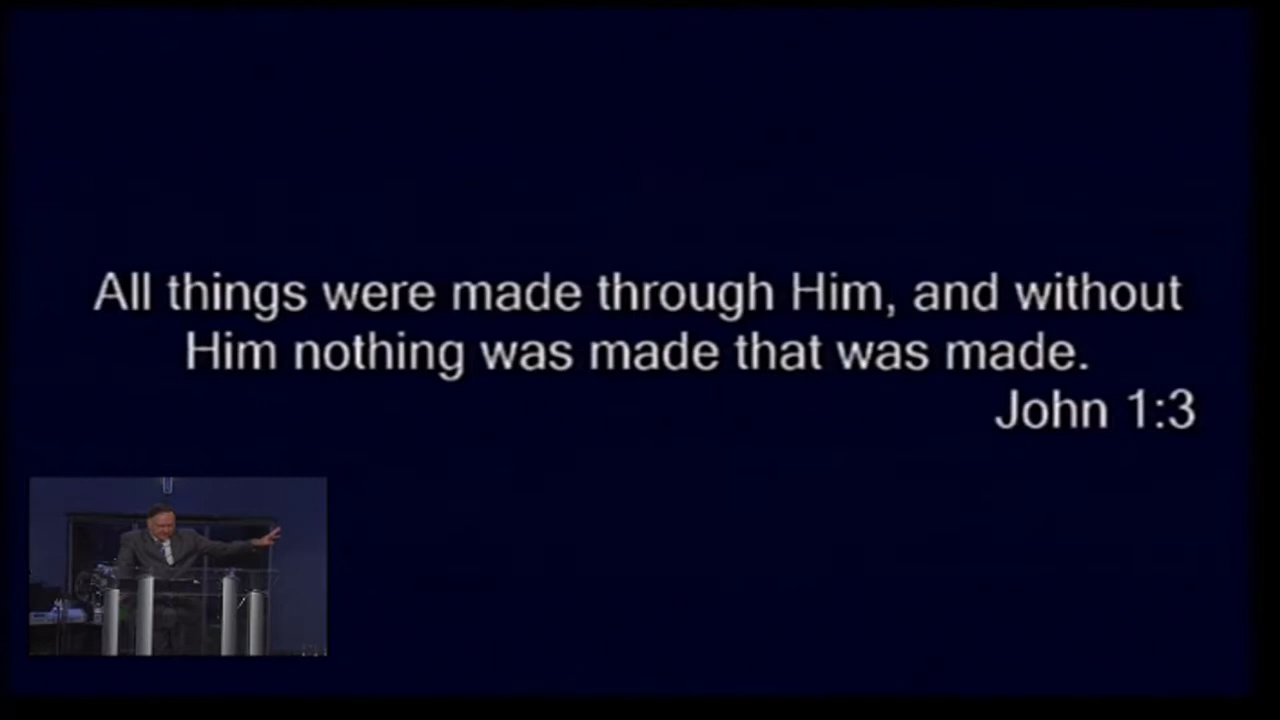 All things were made through Him, and without
Him nothing was made that was made.
John 1:3